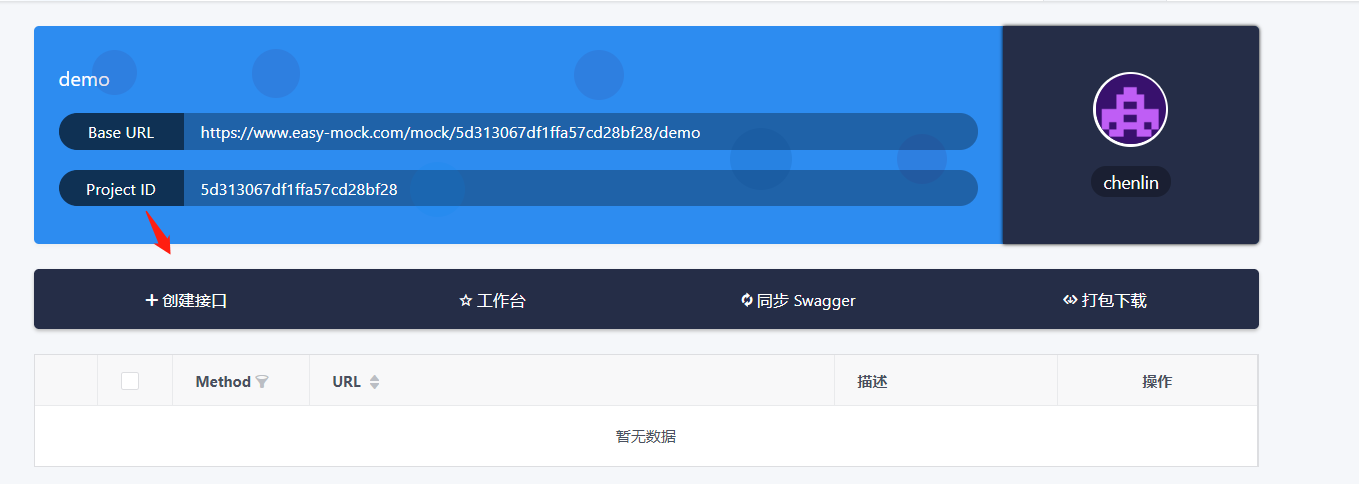 demo
Base URL https://www.easy-mock.com/mock/5d313067df1ffa57cd28bf28/demo
Project ID 5d313067df1ffa57cd28bf28
chenlin
创建接口 工作台 同步 Swagger 打包下载
Method URL 描述 操作
暂无数据